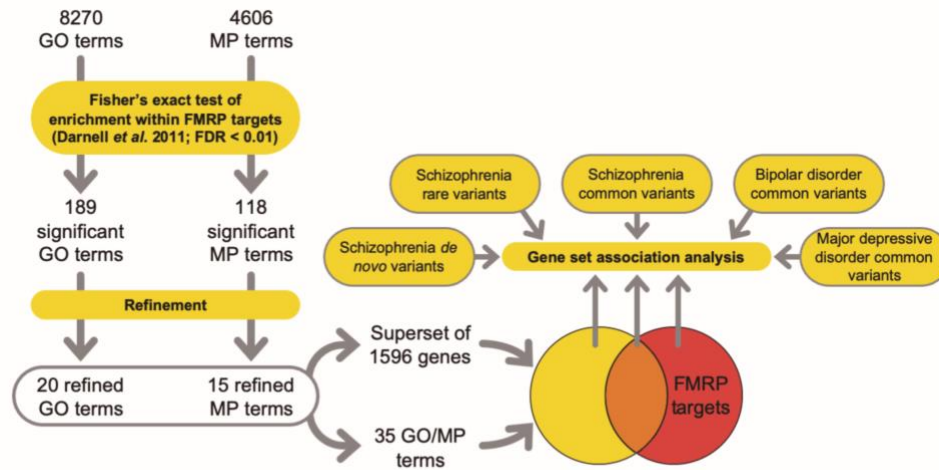 8270
GO terms
4606
MP terms
Fisher's exact test of
enrichment within FMRP targets
(Darnell et al. 2011; FDR < 0.01)
189
significant
GO terms
118
significant
MP terms
Refinement
20 refined
GO terms
15 refined
MP terms
Superset of
1596 genes
35 GO/MP
terms
Schizophrenia
rare variants
Schizophrenia
common variants
Bipolar disorder
common variants
Schizophrenia de
novo variants
Gene set association analysis
Major depressive
disorder common
variants
FMRP
targets